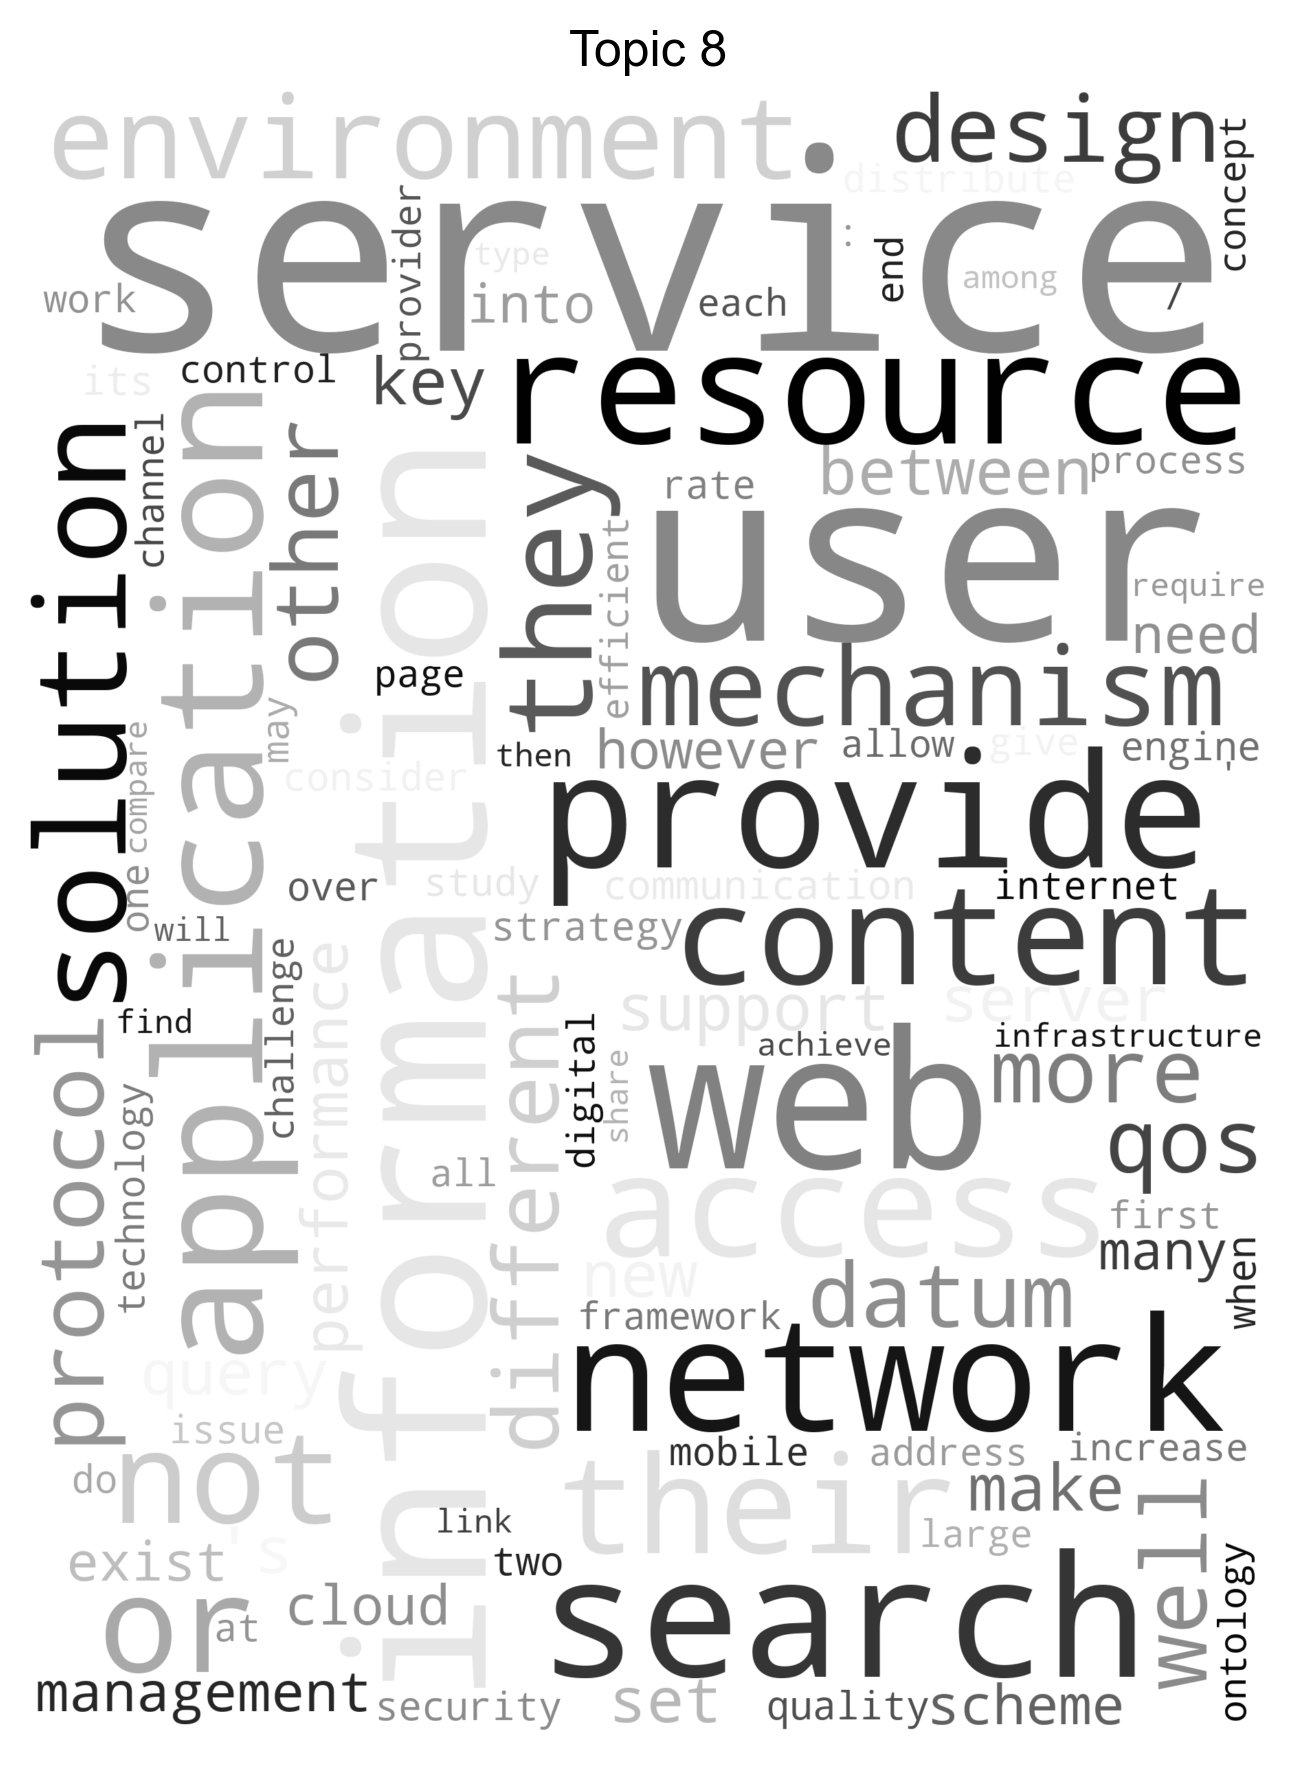 Topic 8
environment
design
concept
distribute
service
provider
type
:
end
among
work
into
each
/
its
control
key
resource
solution
channel
application
other
information
they
between
process
rate
user
efficient
require
need
page
mechanism
may
compare
then
however
allow
give
engine
'
consider
provide
one
over
study
communication
internet
content
will
strategy
challenge
performance
different
support
server
protocol
find
digital
share
achieve
infrastructure
web
more
technology
qos
all
access
first
many
when
new
datum
framework
network
query
issue
not
do
mobile
address
increase
their
make
well
link
large
's
exist
two
search
ontology
or
at
cloud
management
security
set
quality
scheme